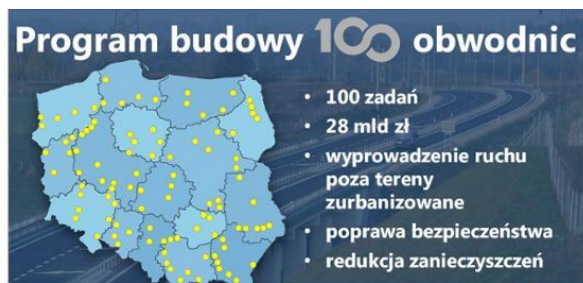 Program budowy 100 obwodnic
• 100 zadań
• 28 mld zł
• wyprowadzenie ruchu
poza tereny
zurbanizowane
• poprawa bezpieczeństwa
• redukcja zanieczyszczeń